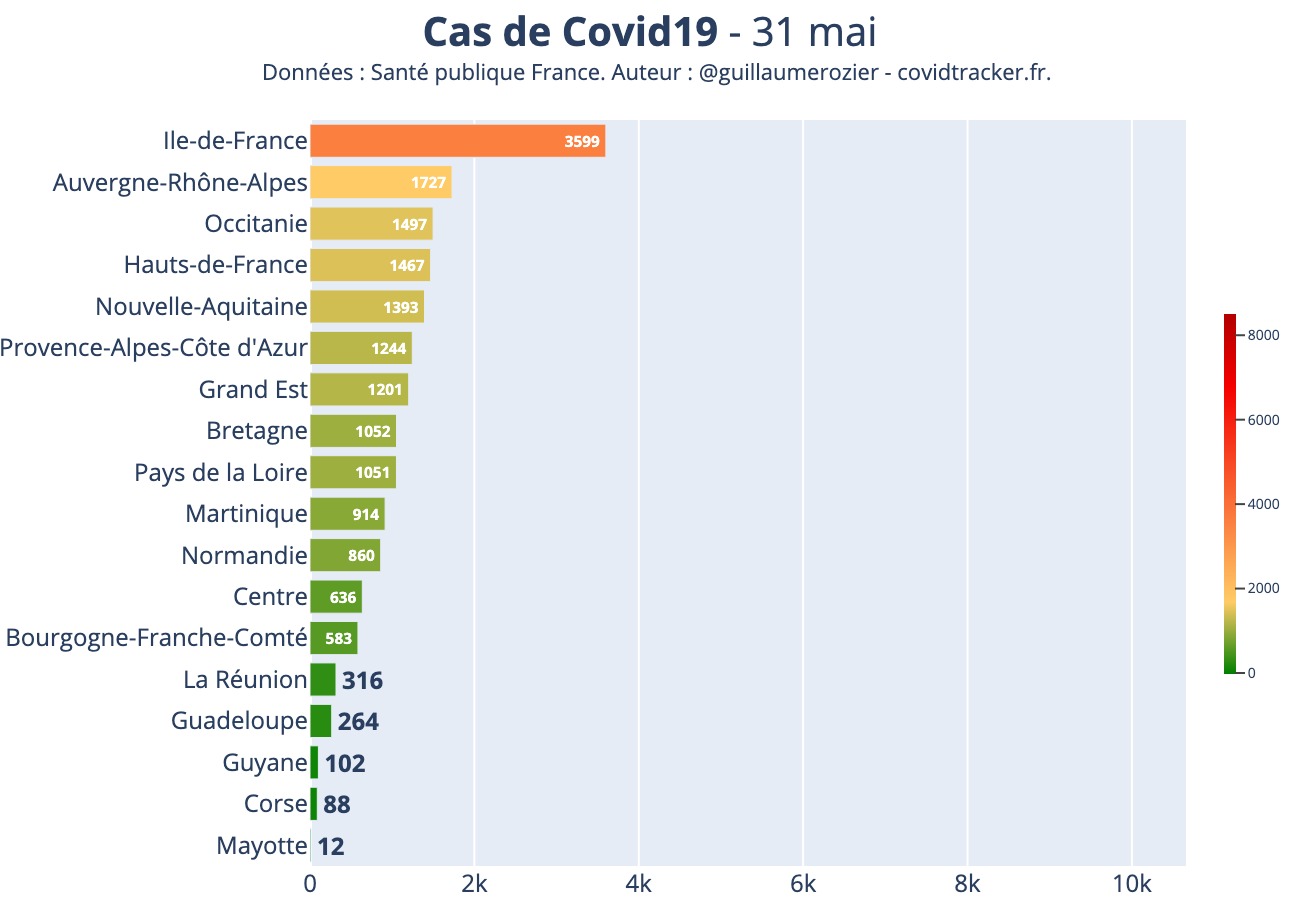 Cas de Covid19 - 31 mai
Données : Santé publique France. Auteur : @guillaumerozier - covidtracker.fr.
Ile-de-France 3599
Auvergne-Rhône-Alpes 1727
Occitanie 1497
Hauts-de-France 1467
Nouvelle-Aquitaine 1393
Provence-Alpes-Côte d'Azur 1244
Grand Est 1201
Bretagne 1052
Pays de la Loire 1051
Martinique 914
Normandie 860
Centre 636
Bourgogne-Franche-Comté 583
La Réunion 316
Guadeloupe 264
Guyane 102
Corse 88
Mayotte 12
0 2k 4k 6k 8k 10k
8000
6000
4000
2000
0